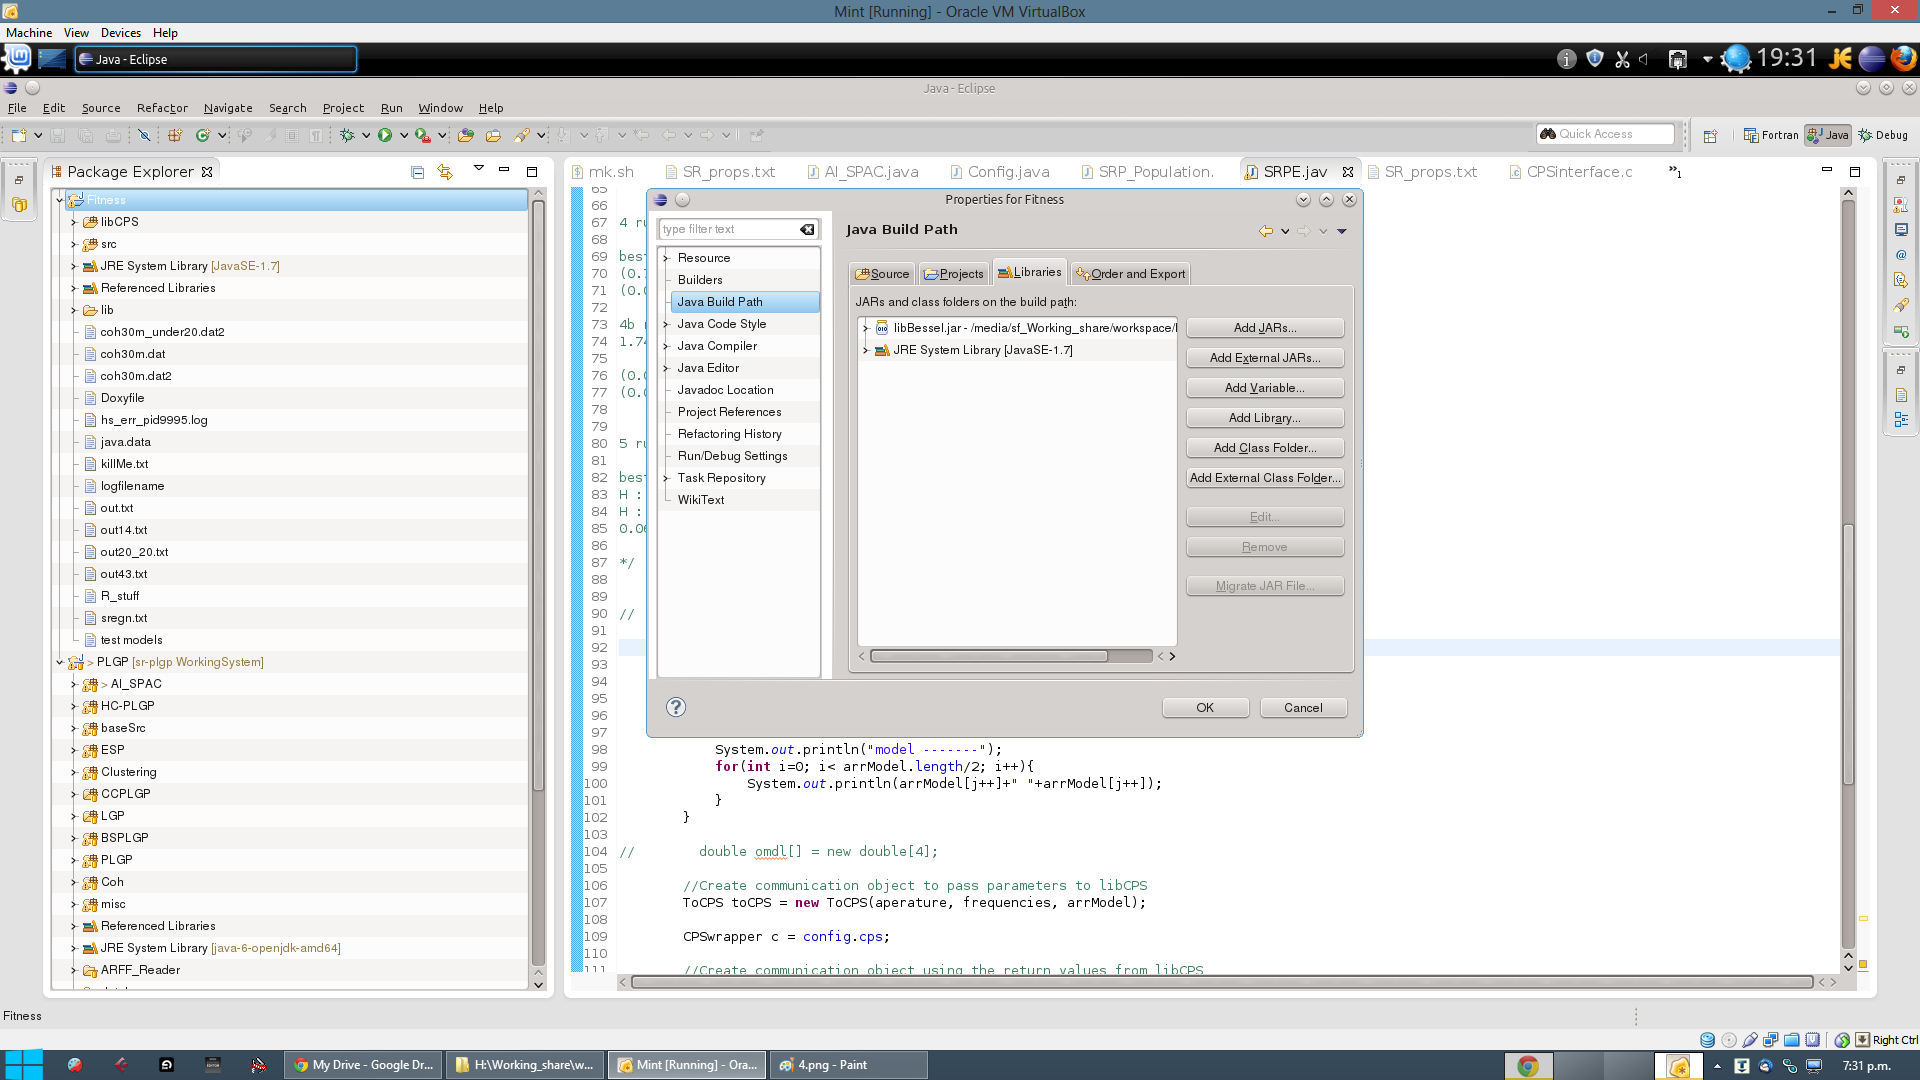 Mint [Running] - Oracle VM VirtualBox
Machine View Devices Help
Java - Eclipse
19:31
Java - Eclipse
File Edit Source Refactor Navigate Search Project Run Window Help
Quick Access
Fortran Java Debug
Package Explorer
mk.sh SR_props.txt AI_SPAC.java Config.java SRP_Population. SRPE.jav SR_props.txt CPSinterface.c »1
Fitness
libCPS
src
JRE System Library [JavaSE-1.7]
Referenced Libraries
lib
coh30m_under20.dat2
coh30m.dat
coh30m.dat2
Doxyfile
hs_err_pid9995.log
java.data
killMe.txt
logfilename
out.txt
out14.txt
out20_20.txt
out43.txt
R_stuff
sregn.txt
test models
> PLGP [sr-plgp WorkingSystem]
> AI_SPAC
HC-PLGP
baseSrc
ESP
Clustering
CCPLGP
LGP
BSPLGP
PLGP
Coh
misc
Referenced Libraries
JRE System Library [java-6-openjdk-amd64]
ARFF_Reader
65
66
67 4 ru
68
69 best
70 (0.
71 (0.0
72
73 4b
74 1.74
75
76 (0.0
77 (0.0
78
79
80 5 ru
81
82 best
83 H :
84 H :
85 0.06
86
87 */
88
89
90 //
91
92
93
94
95
96
97
98 System.out.println("model -------");
99 for(int i=0; i< arrModel.length/2; i++){
100 System.out.println(arrModel[j++]+" "+arrModel[j++]);
101 }
102 }
103
104 // double omdl[] = new double[4];
105
106 //Create communication object to pass parameters to libCPS
107 ToCPS toCPS = new ToCPS(aperature, frequencies, arrModel);
108
109 CPSwrapper c = config.cps;
110
111 //Create communication object using the return values from libCPS
Properties for Fitness
type filter text
Resource
Builders
Java Build Path
Java Code Style
Java Compiler
Java Editor
Javadoc Location
Project References
Refactoring History
Run/Debug Settings
Task Repository
WikiText
Java Build Path
Source Projects Libraries Order and Export
JARs and class folders on the build path:
libBessel.jar - /media/sf_Working_share/workspace/
JRE System Library [JavaSE-1.7]
Add JARs...
Add External JARs...
Add Variable...
Add Library...
Add Class Folder...
Add External Class Folder...
Edit...
Remove
Migrate JAR File...
OK Cancel
Fitness
Right Ctrl
My Drive - Google Dr... H:\Working_share\w... Mint [Running] - Ora... 4.png - Paint
7:31 p.m.